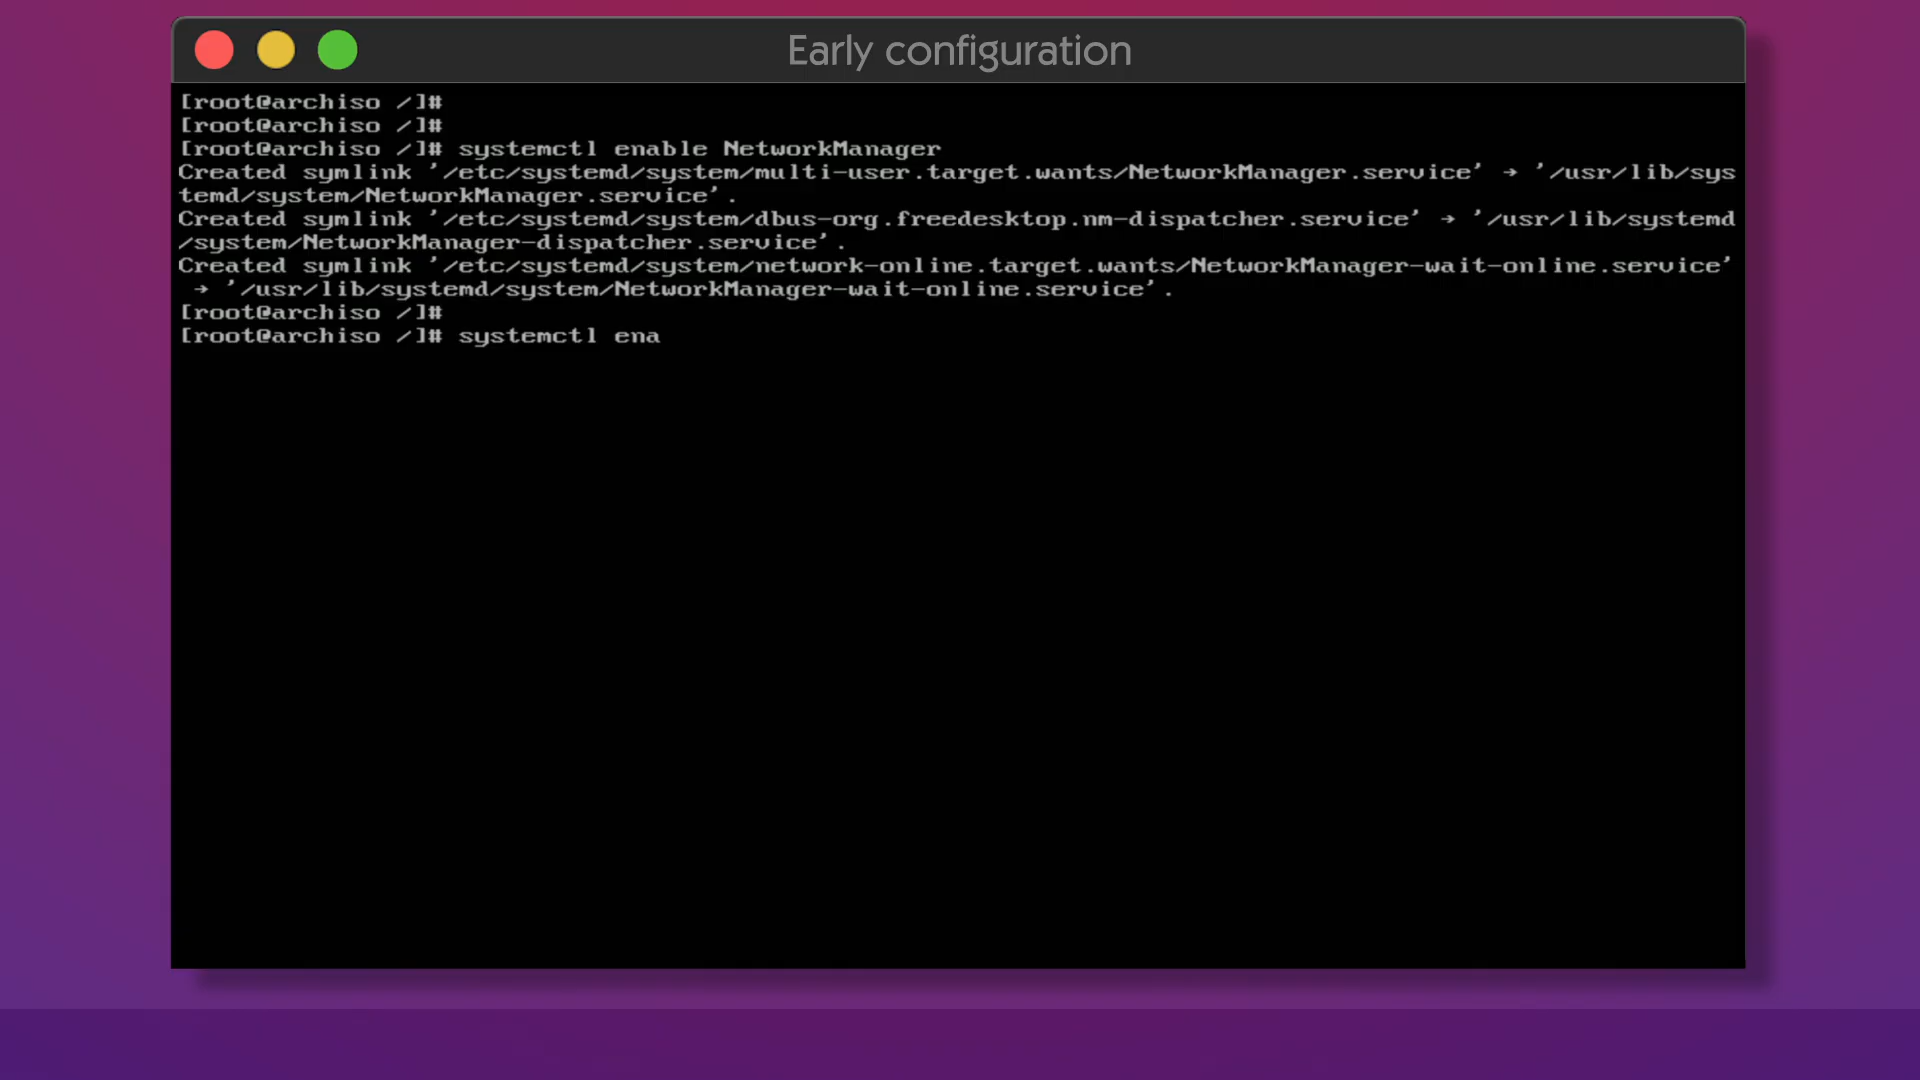 Early configuration
[root@archiso /]#
[root@archiso /]#
[root@archiso /]# systemctl enable NetworkManager
Created symlink '/etc/systemd/system/multi-user.target.wants/NetworkManager.service' → '/usr/lib/sys
temd/system/NetworkManager.service'.
Created symlink '/etc/systemd/system/dbus-org.freedesktop.nm-dispatcher.service' → '/usr/lib/systemd
/system/NetworkManager-dispatcher.service'.
Created symlink '/etc/systemd/system/network-online.target.wants/NetworkManager-wait-online.service'
 → '/usr/lib/systemd/system/NetworkManager-wait-online.service'.
[root@archiso /]#
[root@archiso /]# systemctl ena